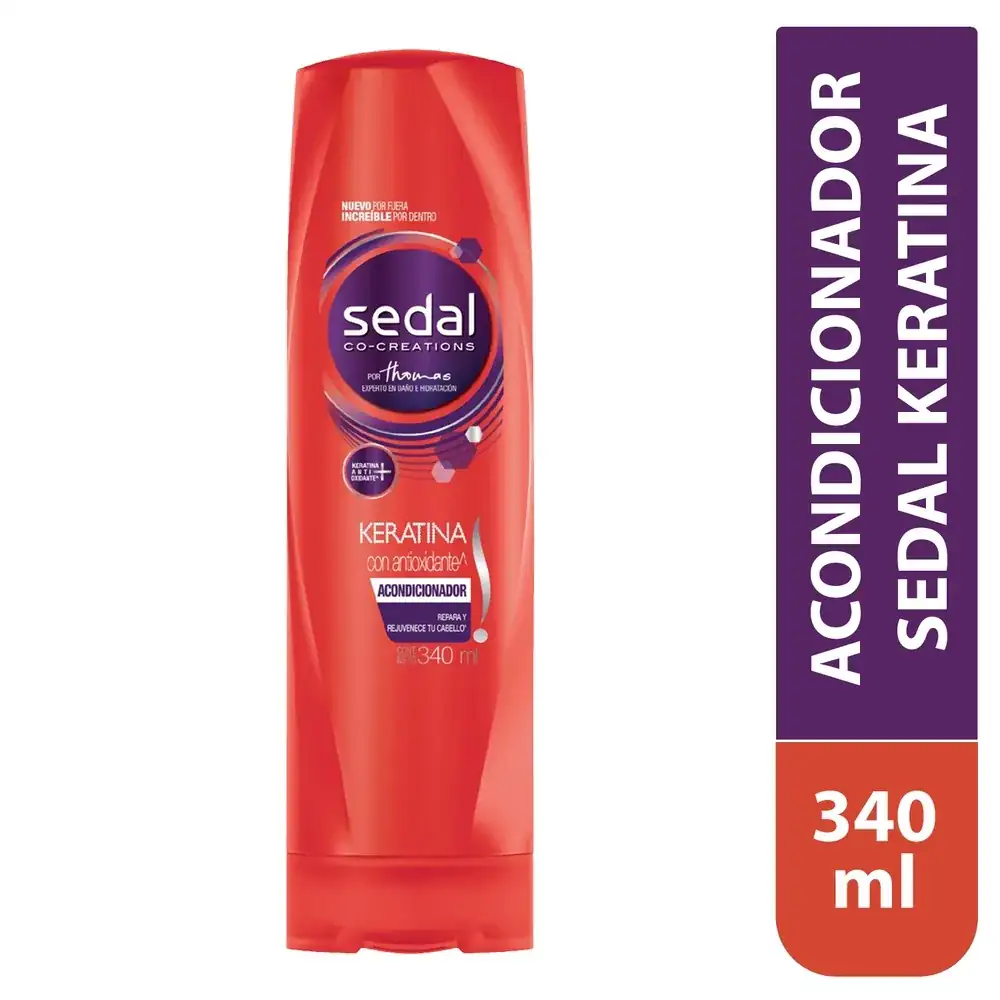 NUEVO POR FUERA
INCREÍBLE POR DENTRO
sedal
CO-CREATIONS
POR Thomas
EXPERTO EN DAÑO E HIDRATACIÓN
KERATINA
ANTI
OXIDANTE^
+
KERATINA
con antioxidante^
ACONDICIONADOR
REPARA Y
REJUVENECE TU CABELLO*
CONT.
340 ml
ACONDICIONADOR
SEDAL KERATINA
340
ml